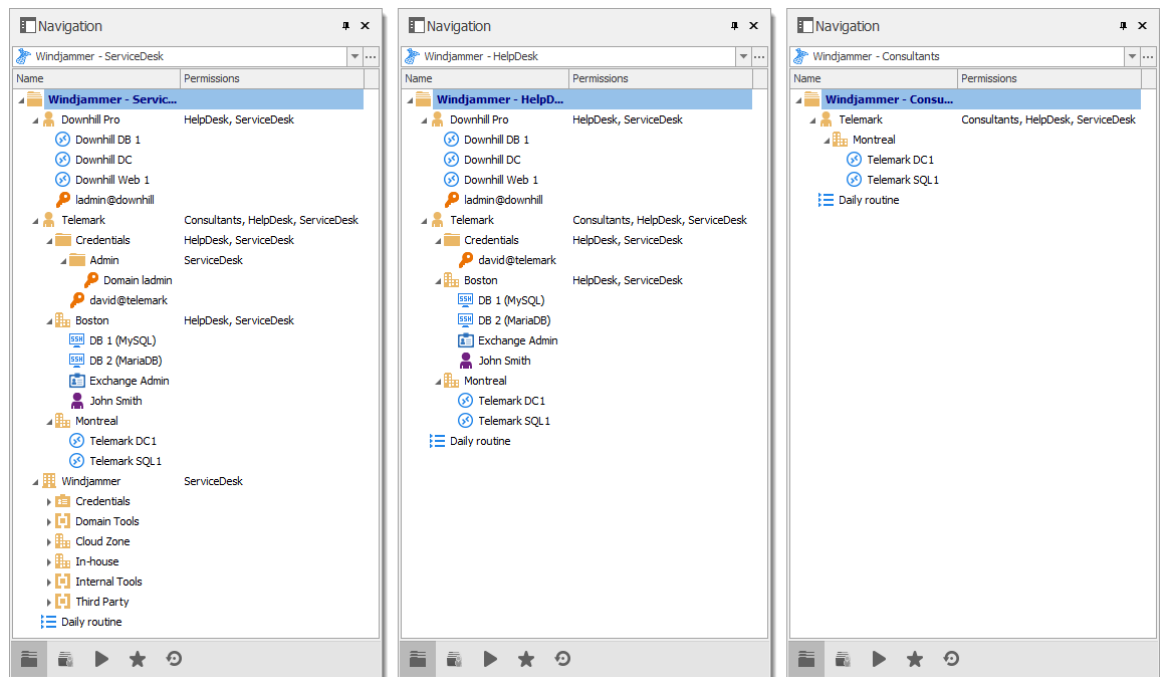 Navigation
Windjammer - ServiceDesk
Name Permissions
Windjammer - Servic...
Downhill Pro HelpDesk, ServiceDesk
Downhill DB 1
Downhill DC
Downhill Web 1
ladmin@downhill
Telemark Consultants, HelpDesk, ServiceDesk
Credentials HelpDesk, ServiceDesk
Admin ServiceDesk
Domain ladmin
david@telemark
Boston HelpDesk, ServiceDesk
SSH DB 1 (MySQL)
SSH DB 2 (MariaDB)
Exchange Admin
John Smith
Montreal
Telemark DC1
Telemark SQL1
Windjammer ServiceDesk
Credentials
Domain Tools
Cloud Zone
In-house
Internal Tools
Third Party
Daily routine
Navigation
Windjammer - HelpDesk
Name Permissions
Windjammer - HelpD...
Downhill Pro HelpDesk, ServiceDesk
Downhill DB 1
Downhill DC
Downhill Web 1
ladmin@downhill
Telemark Consultants, HelpDesk, ServiceDesk
Credentials HelpDesk, ServiceDesk
david@telemark
Boston HelpDesk, ServiceDesk
SSH DB 1 (MySQL)
SSH DB 2 (MariaDB)
Exchange Admin
John Smith
Montreal
Telemark DC1
Telemark SQL1
Daily routine
Navigation
Windjammer - Consultants
Name Permissions
Windjammer - Consu...
Telemark Consultants, HelpDesk, ServiceDesk
Montreal
Telemark DC1
Telemark SQL1
Daily routine